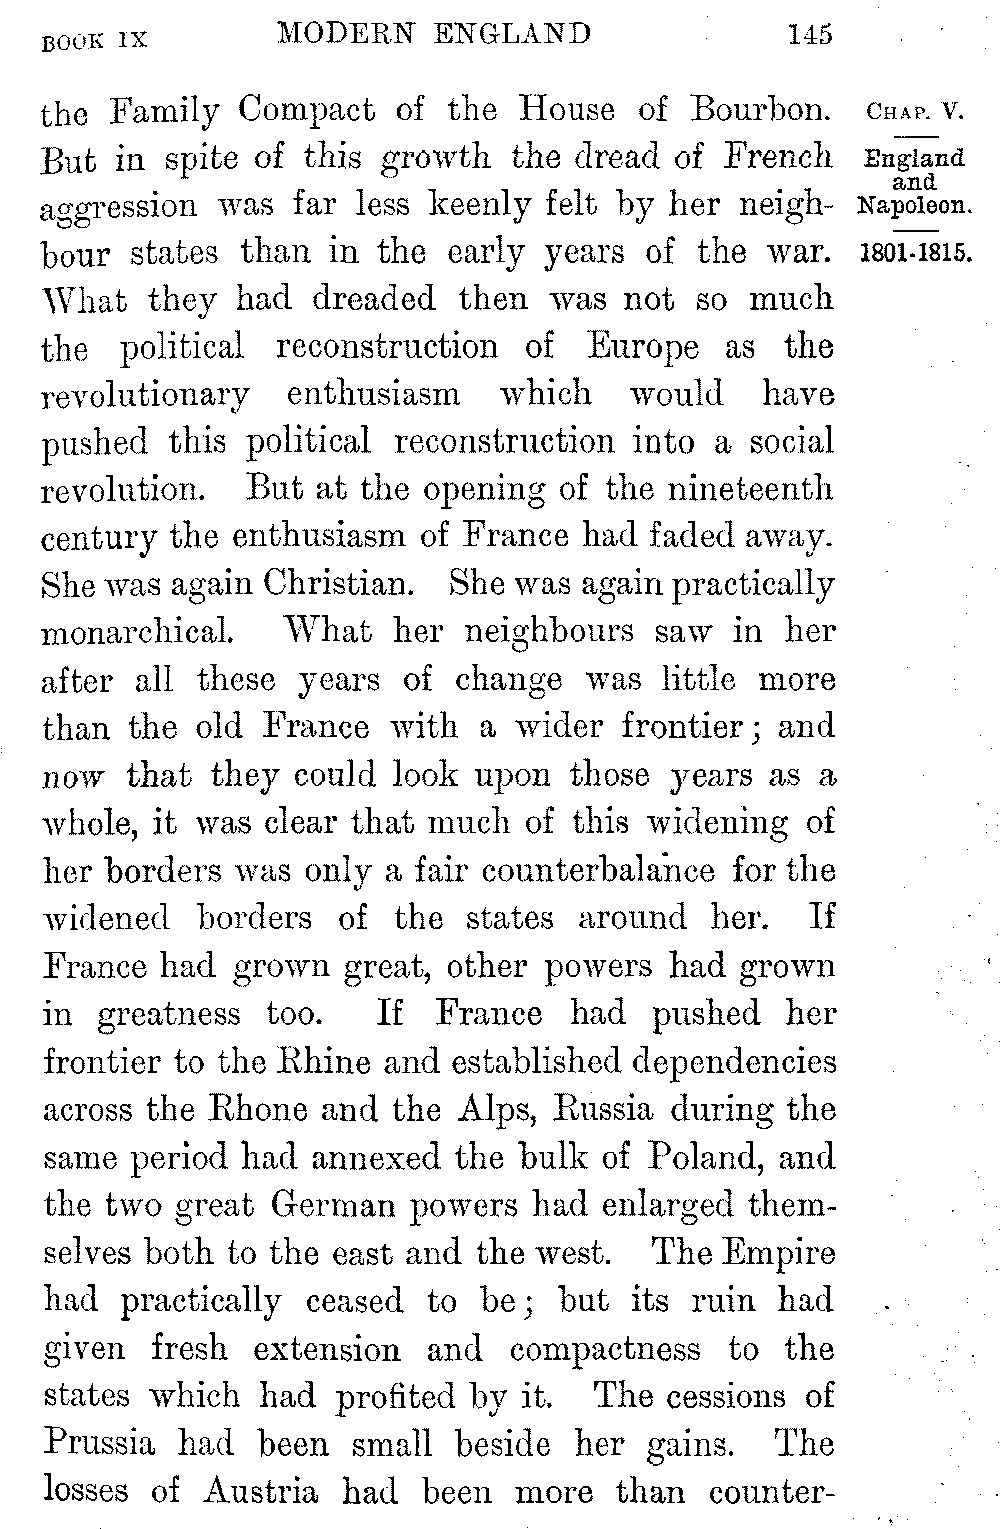 BOOK IX MODERN ENGLAND 145
the Family Compact of the House of Bourbon.
But in spite of this growth the dread of French
aggression was far less keenly felt by her neigh-
bour states than in the early years of the war.
What they had dreaded then was not so much
the political reconstruction of Europe as the
revolutionary enthusiasm which would have
pushed this political reconstruction into a social
revolution. But at the opening of the nineteenth
century the enthusiasm of France had faded away.
She was again Christian. She was again practically
monarchical. What her neighbours saw in her
after all these years of change was little more
than the old France with a wider frontier; and
now that they could look upon those years as a
whole, it was clear that much of this widening of
her borders was only a fair counterbalance for the
widened borders of the states around her. If
France had grown great, other powers had grown
in greatness too. If France had pushed her
frontier to the Rhine and established dependencies
across the Rhone and the Alps, Russia during the
same period had annexed the bulk of Poland, and
the two great German powers had enlarged them-
selves both to the east and the west. The Empire
had practically ceased to be; but its ruin had
given fresh extension and compactness to the
states which had profited by it. The cessions of
Prussia had been small beside her gains. The
losses of Austria had been more than counter-
CHAP. V.
England
and
Napoleon.
1801-1815.